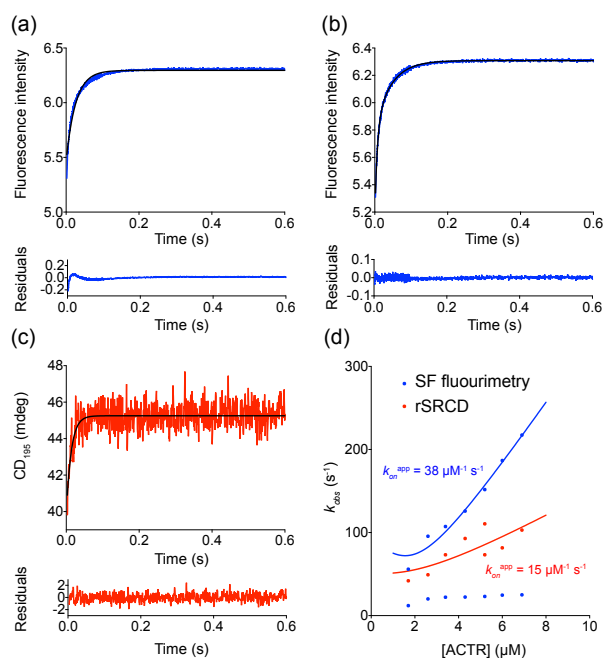 (a)
Fluorescence intensity
6.5
6.0
5.5
5.0
0.0 0.2 0.4 0.6
Time (s)
Residuals
0.2
0.0
-0.2
0.0 0.2 0.4 0.6
Time (s)
(b)
Fluorescence intensity
6.4
6.2
6.0
5.8
5.6
5.4
5.2
0.0 0.2 0.4 0.6
Time (s)
Residuals
0.1
0.0
-0.1
0.0 0.2 0.4 0.6
Time (s)
(c)
CD195 (mdeg)
48
46
44
42
40
0.0 0.2 0.4 0.6
Time (s)
Residuals
2
0
-2
0.0 0.2 0.4 0.6
Time (s)
(d)
kobs (s-1)
300
200
100
0
SF fluourimetry
rSRCD
konapp = 38 µM-1 s-1
konapp = 15 µM-1 s-1
0 2 4 6 8 10
[ACTR] (µM)